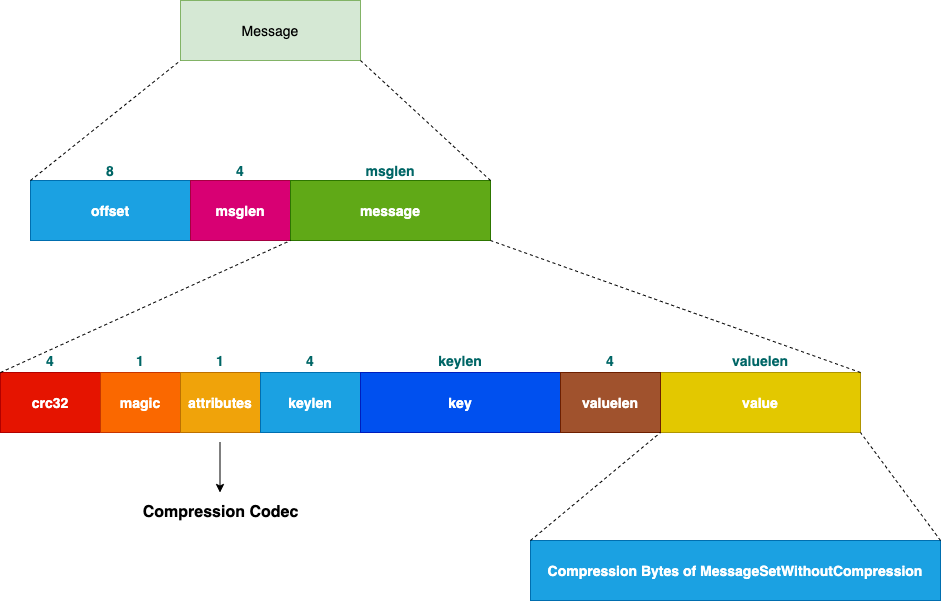 Message
8 4 msglen
offset msglen message
4 1 1 4 keylen 4 valuelen
crc32 magic attributes keylen key valuelen value
Compression Codec
Compression Bytes of MessageSetWithoutCompression